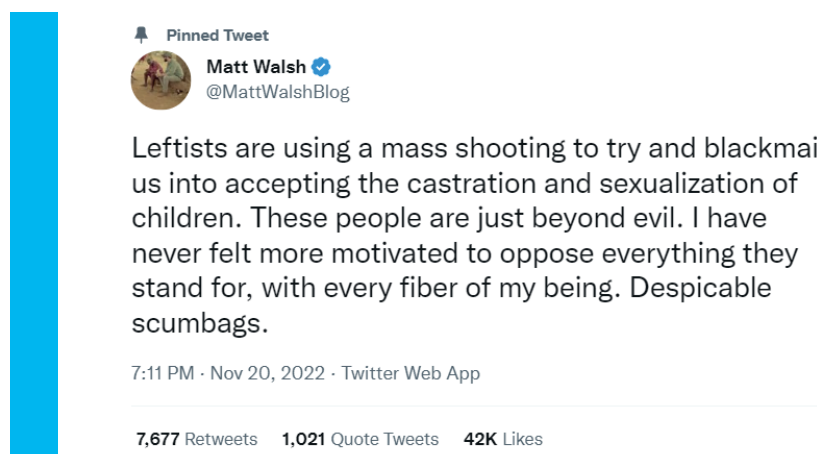 Pinned Tweet
Matt Walsh
@MattWalshBlog
Leftists are using a mass shooting to try and blackmai
us into accepting the castration and sexualization of
children. These people are just beyond evil. I have
never felt more motivated to oppose everything they
stand for, with every fiber of my being. Despicable
scumbags.
7:11 PM · Nov 20, 2022 · Twitter Web App
7,677 Retweets 1,021 Quote Tweets 42K Likes